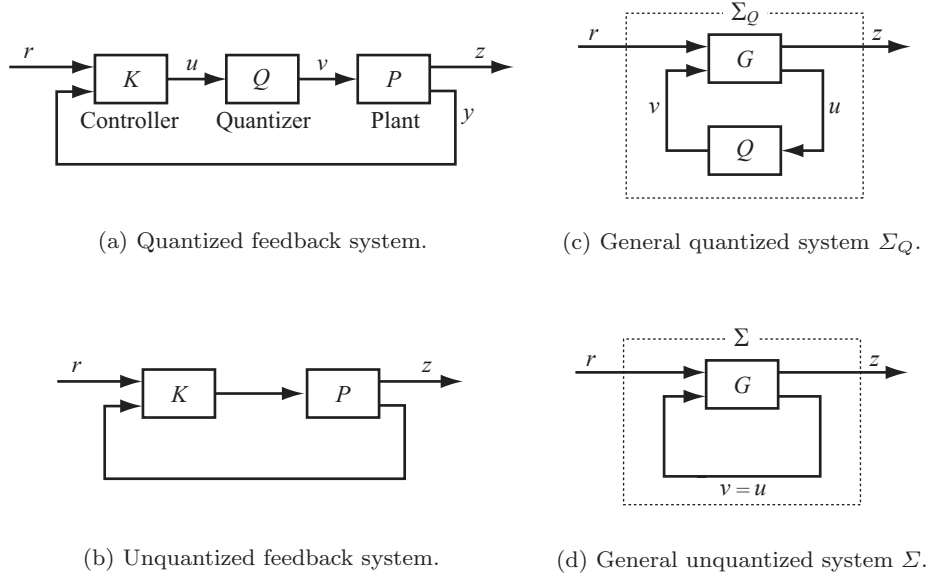 r
K
u
Q
v
P
z
y
Controller
Quantizer
Plant
(a) Quantized feedback system.
Σ_Q
r
G
z
v
u
Q
(c) General quantized system Σ_Q.
r
K
P
z
(b) Unquantized feedback system.
Σ
r
G
z
v = u
(d) General unquantized system Σ.